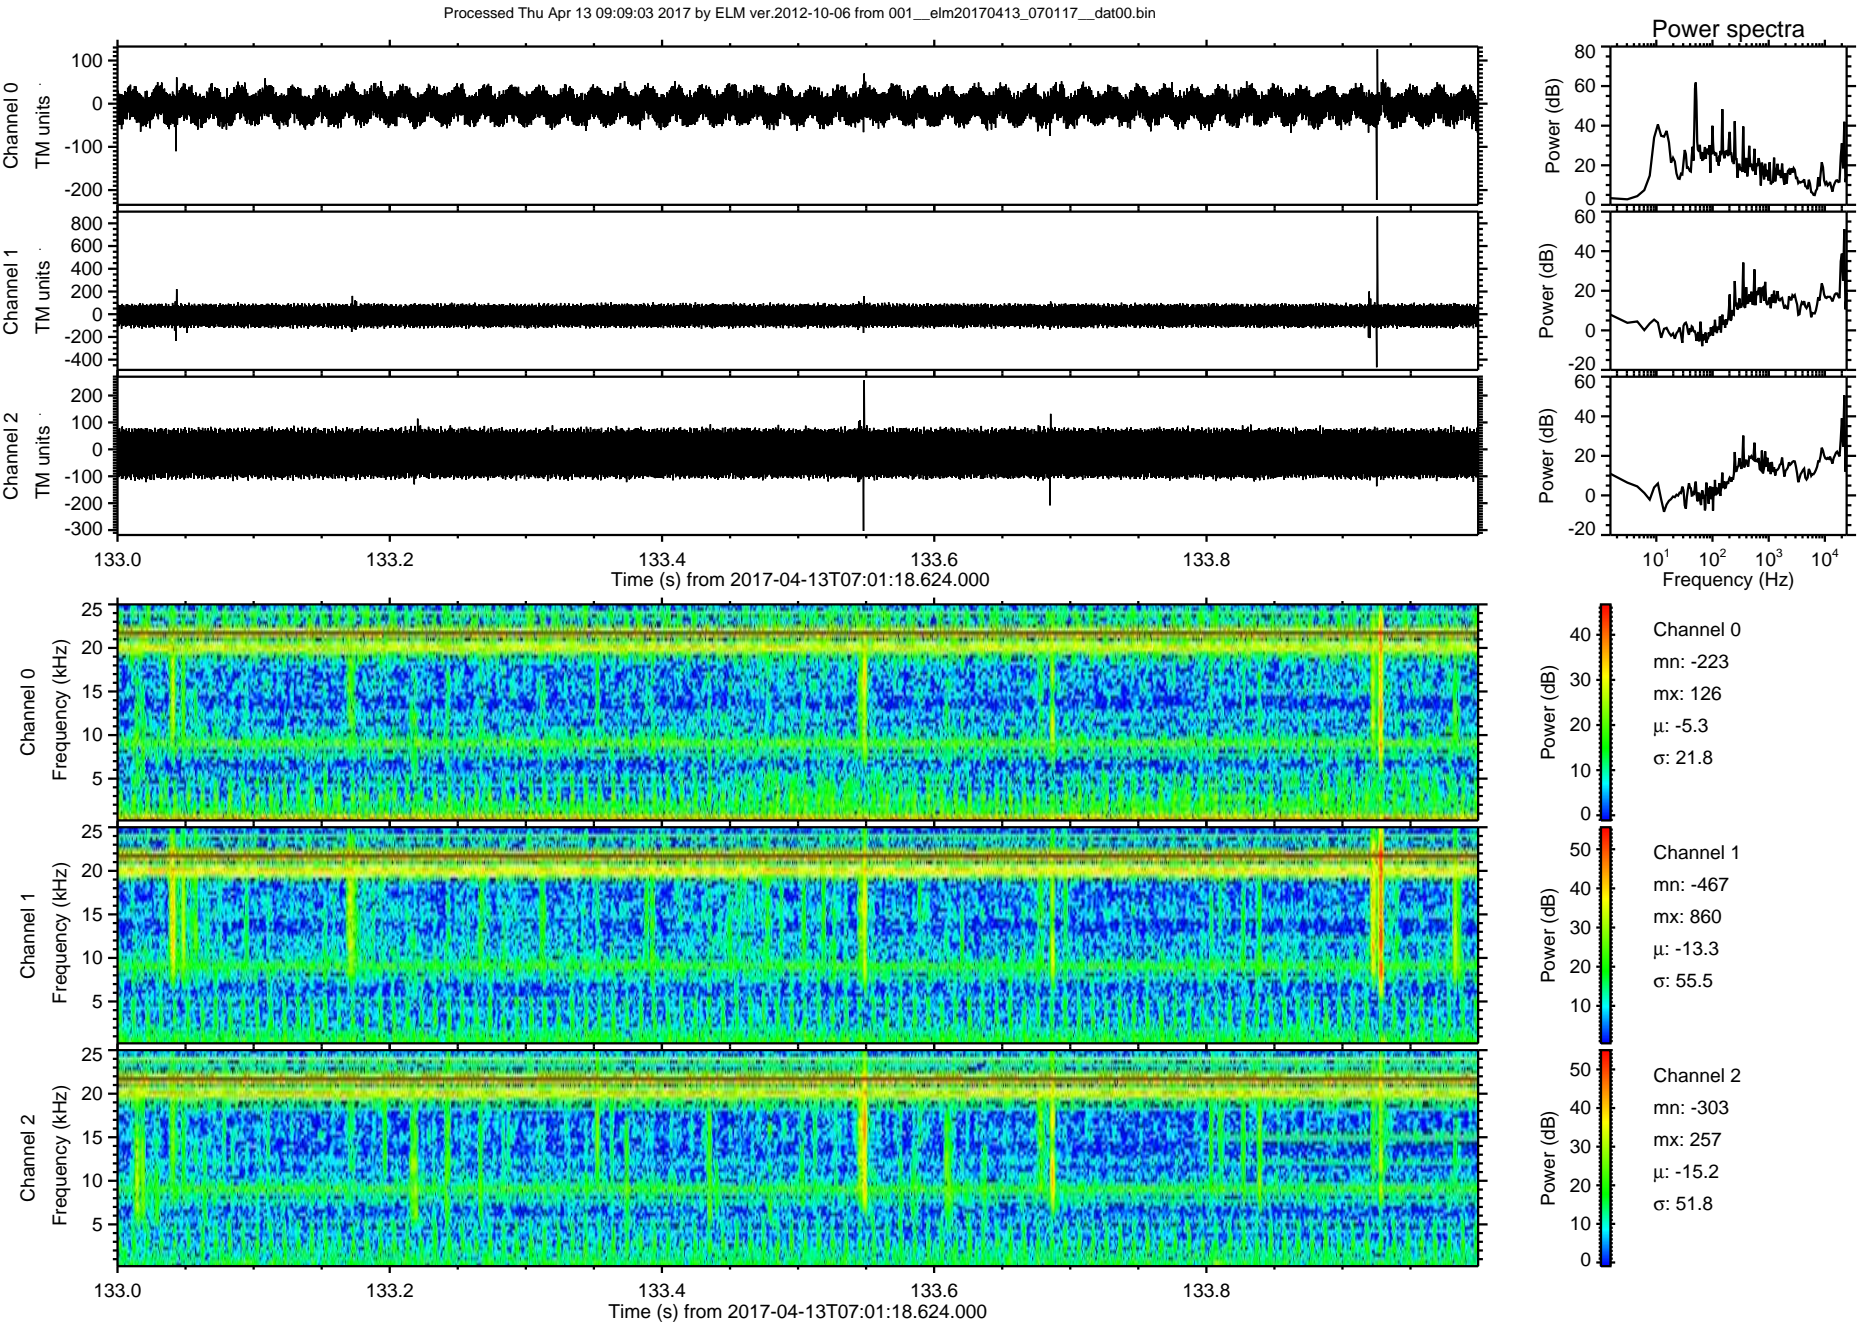 Processed Thu Apr 13 09:09:03 2017 by ELM ver.2012-10-06 from 001__elm20170413_070117__dat00.bin
Power spectra
Channel 0
TM units
100
0
-100
-200
Power (dB)
80
60
40
20
0
Channel 1
TM units
800
600
400
200
0
-200
-400
Power (dB)
60
40
20
0
-20
Channel 2
TM units
200
100
0
-100
-200
-300
Power (dB)
60
40
20
0
-20
133.0 133.2 133.4 133.6 133.8
Time (s) from 2017-04-13T07:01:18.624.000
10¹ 10² 10³ 10⁴
Frequency (Hz)
Channel 0
Frequency (kHz)
25
20
15
10
5
Power (dB)
40
30
20
10
0
Channel 0
mn: -223
mx: 126
μ: -5.3
σ: 21.8
Channel 1
Frequency (kHz)
25
20
15
10
5
Power (dB)
50
40
30
20
10
Channel 1
mn: -467
mx: 860
μ: -13.3
σ: 55.5
Channel 2
Frequency (kHz)
25
20
15
10
5
Power (dB)
50
40
30
20
10
0
Channel 2
mn: -303
mx: 257
μ: -15.2
σ: 51.8
133.0 133.2 133.4 133.6 133.8
Time (s) from 2017-04-13T07:01:18.624.000